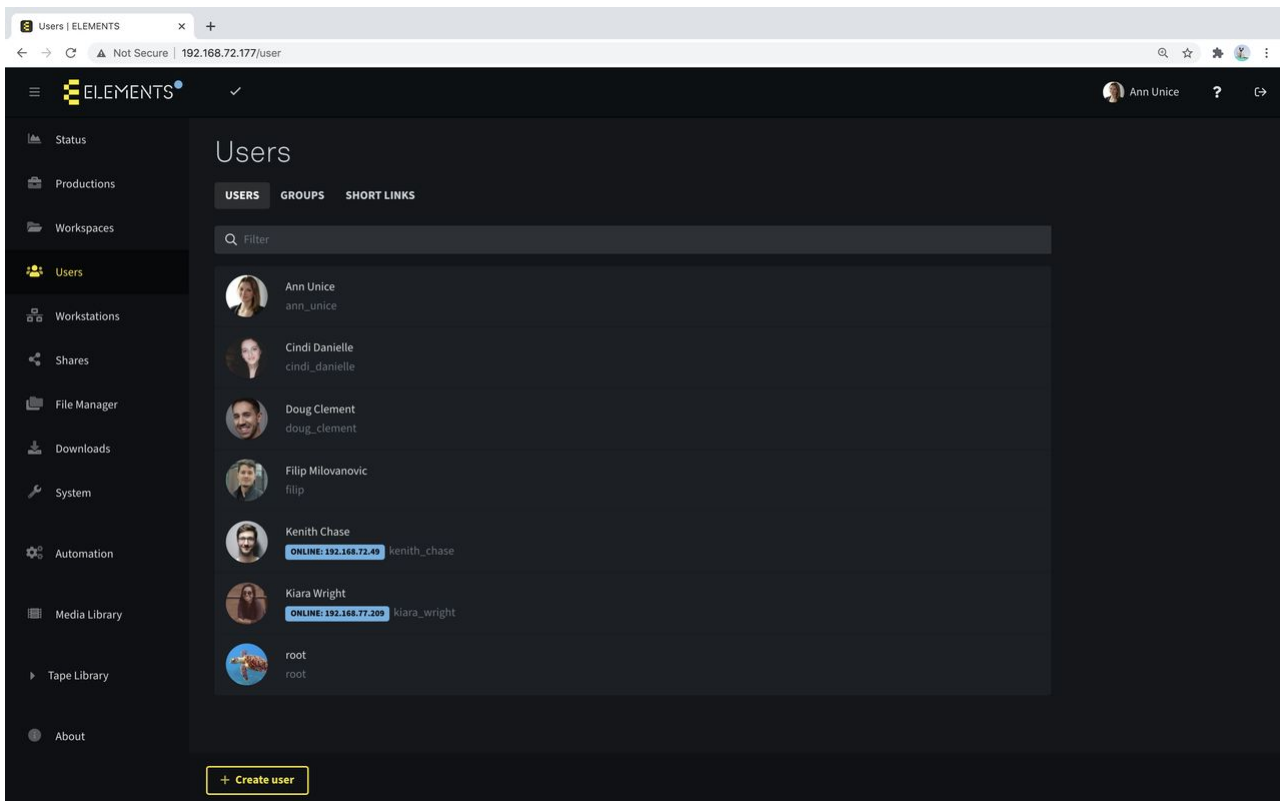 Users | ELEMENTS
Not Secure | 192.168.72.177/user
ELEMENTS
Ann Unice
?
Status
Productions
Workspaces
Users
Workstations
Shares
File Manager
Downloads
System
Automation
Media Library
Tape Library
About
Users
USERS GROUPS SHORT LINKS
Filter
Ann Unice
ann_unice
Cindi Danielle
cindi_danielle
Doug Clement
doug_clement
Filip Milovanovic
filip
Kenith Chase
ONLINE: 192.168.72.49 kenith_chase
Kiara Wright
ONLINE: 192.168.77.209 kiara_wright
root
root
+ Create user